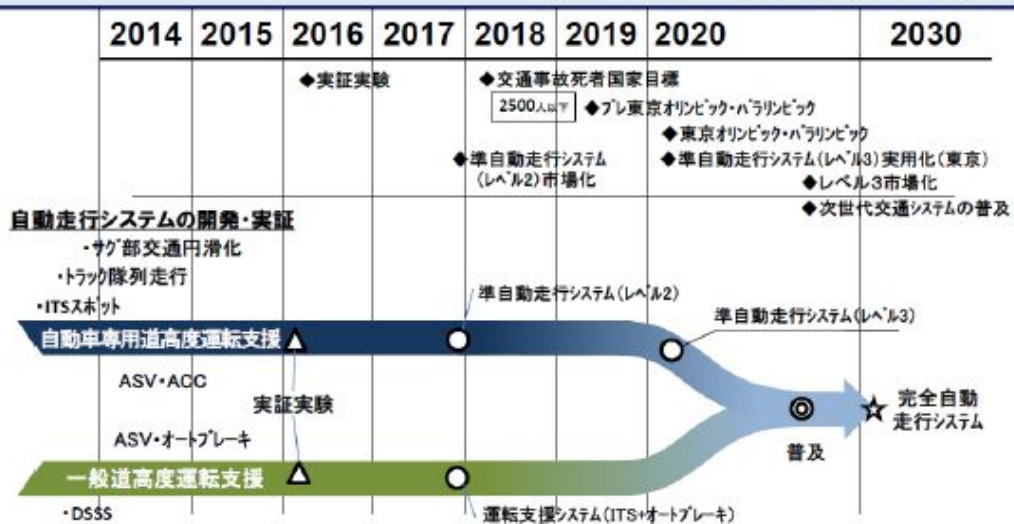 2014 2015 2016 2017 2018 2019 2020 2030
◆実証実験
◆交通事故死者国家目標
2500人以下
◆プレ東京オリンピック・パラリンピック
◆東京オリンピック・パラリンピック
◆準自動走行システム
(レベル2)市場化
◆準自動走行システム(レベル3)実用化(東京)
◆レベル3市場化
◆次世代交通システムの普及
自動走行システムの開発・実証
・サグ部交通円滑化
・トラック隊列走行
・ITSスポット
準自動走行システム(レベル2)
準自動走行システム(レベル3)
自動車専用道高度運転支援
ASV・ACC
実証実験
ASV・オートブレーキ
普及
完全自動
走行システム
一般道高度運転支援
・DSSS
運転支援システム(ITS+オートブレーキ)